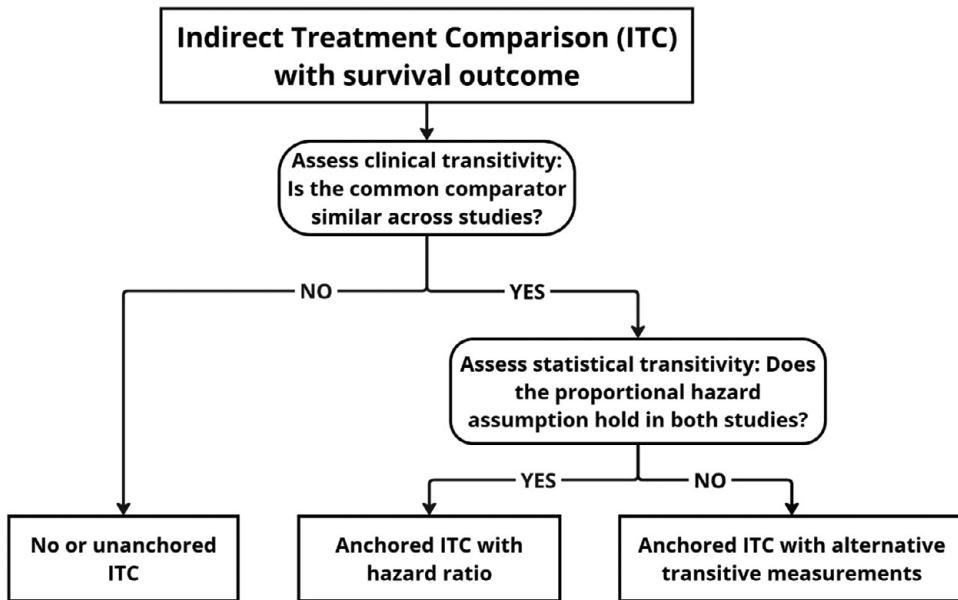 Indirect Treatment Comparison (ITC)
with survival outcome
Assess clinical transitivity:
Is the common comparator
similar across studies?
NO
YES
Assess statistical transitivity: Does
the proportional hazard
assumption hold in both studies?
YES
NO
No or unanchored
ITC
Anchored ITC with
hazard ratio
Anchored ITC with alternative
transitive measurements